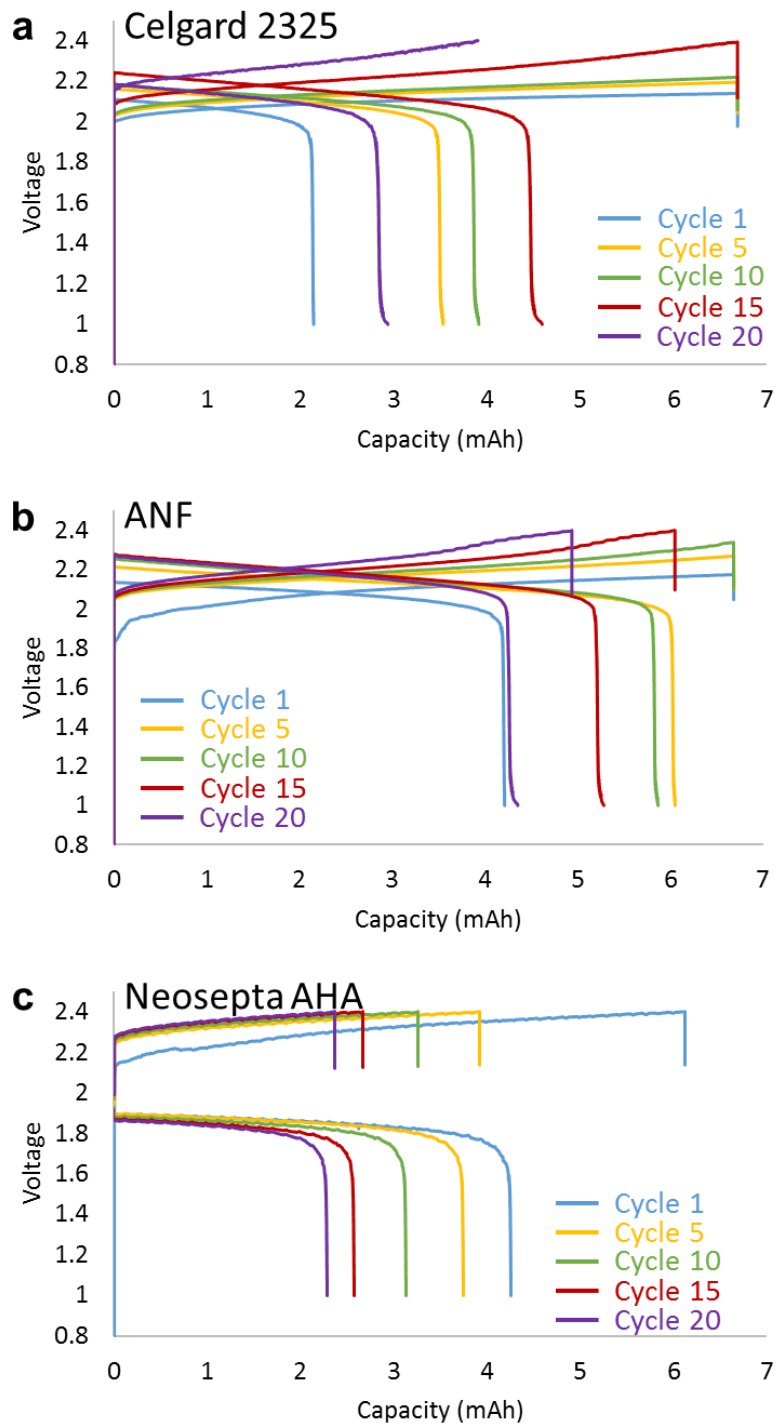 a Celgard 2325
2.4
2.2
2
1.8
1.6
1.4
1.2
1
0.8
Voltage
Cycle 1
Cycle 5
Cycle 10
Cycle 15
Cycle 20
0 1 2 3 4 5 6 7
Capacity (mAh)
b ANF
2.4
2.2
2
1.8
1.6
1.4
1.2
1
0.8
Voltage
Cycle 1
Cycle 5
Cycle 10
Cycle 15
Cycle 20
0 1 2 3 4 5 6 7
Capacity (mAh)
c Neosepta AHA
2.4
2.2
2
1.8
1.6
1.4
1.2
1
0.8
Voltage
Cycle 1
Cycle 5
Cycle 10
Cycle 15
Cycle 20
0 1 2 3 4 5 6 7
Capacity (mAh)